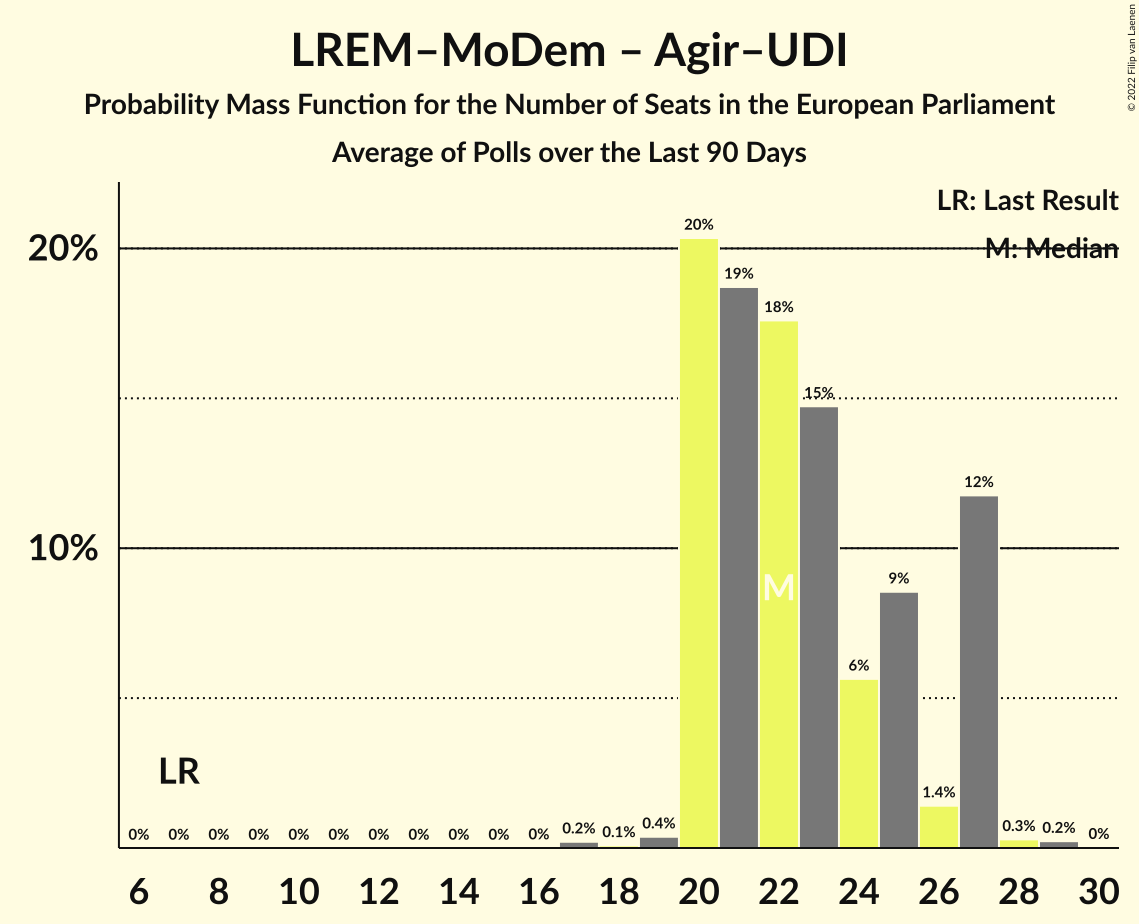 LREM–MoDem – Agir–UDI
Probability Mass Function for the Number of Seats in the European Parliament
Average of Polls over the Last 90 Days
© 2022 Filip van Laenen
LR: Last Result
M: Median
20%
10%
20%
19%
18%
15%
12%
9%
6%
M
LR
0% 0% 0% 0% 0% 0% 0% 0% 0% 0% 0% 0.2% 0.1% 0.4% 1.4% 0.3% 0.2% 0%
6 8 10 12 14 16 18 20 22 24 26 28 30